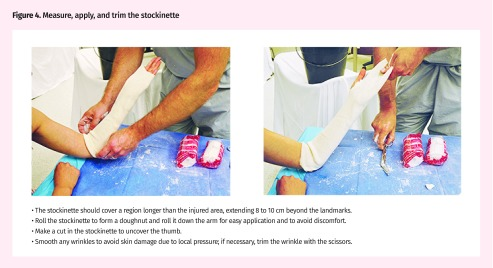 Figure 4. Measure, apply, and trim the stockinette
• The stockinette should cover a region longer than the injured area, extending 8 to 10 cm beyond the landmarks.
• Roll the stockinette to form a doughnut and roll it down the arm for easy application and to avoid discomfort.
• Make a cut in the stockinette to uncover the thumb.
• Smooth any wrinkles to avoid skin damage due to local pressure; if necessary, trim the wrinkle with the scissors.